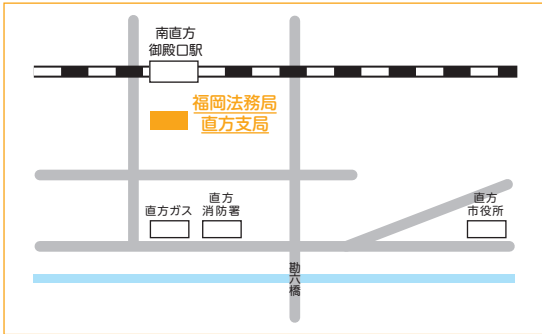 南直方
御殿口駅
福岡法務局
直方支局
直方ガス
直方
消防署
直方
市役所
勘六橋